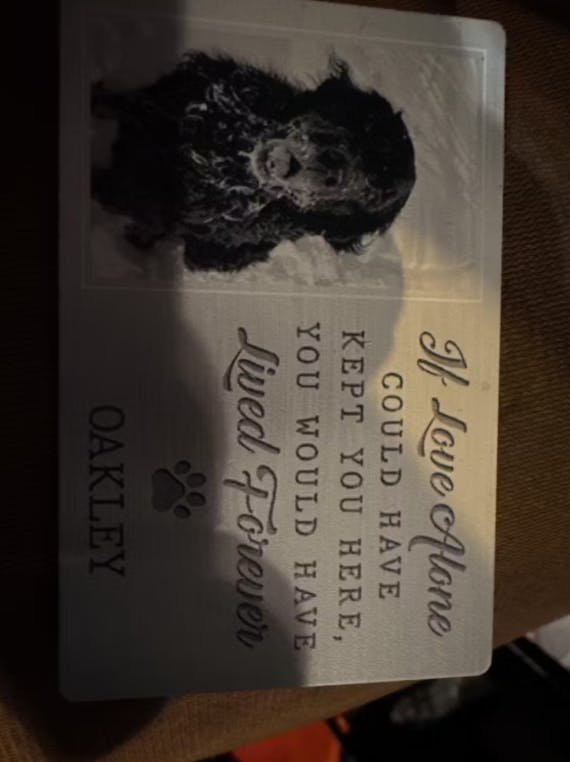 If Love Alone
COULD HAVE
KEPT YOU HERE,
YOU WOULD HAVE
Lived Forever
OAKLEY